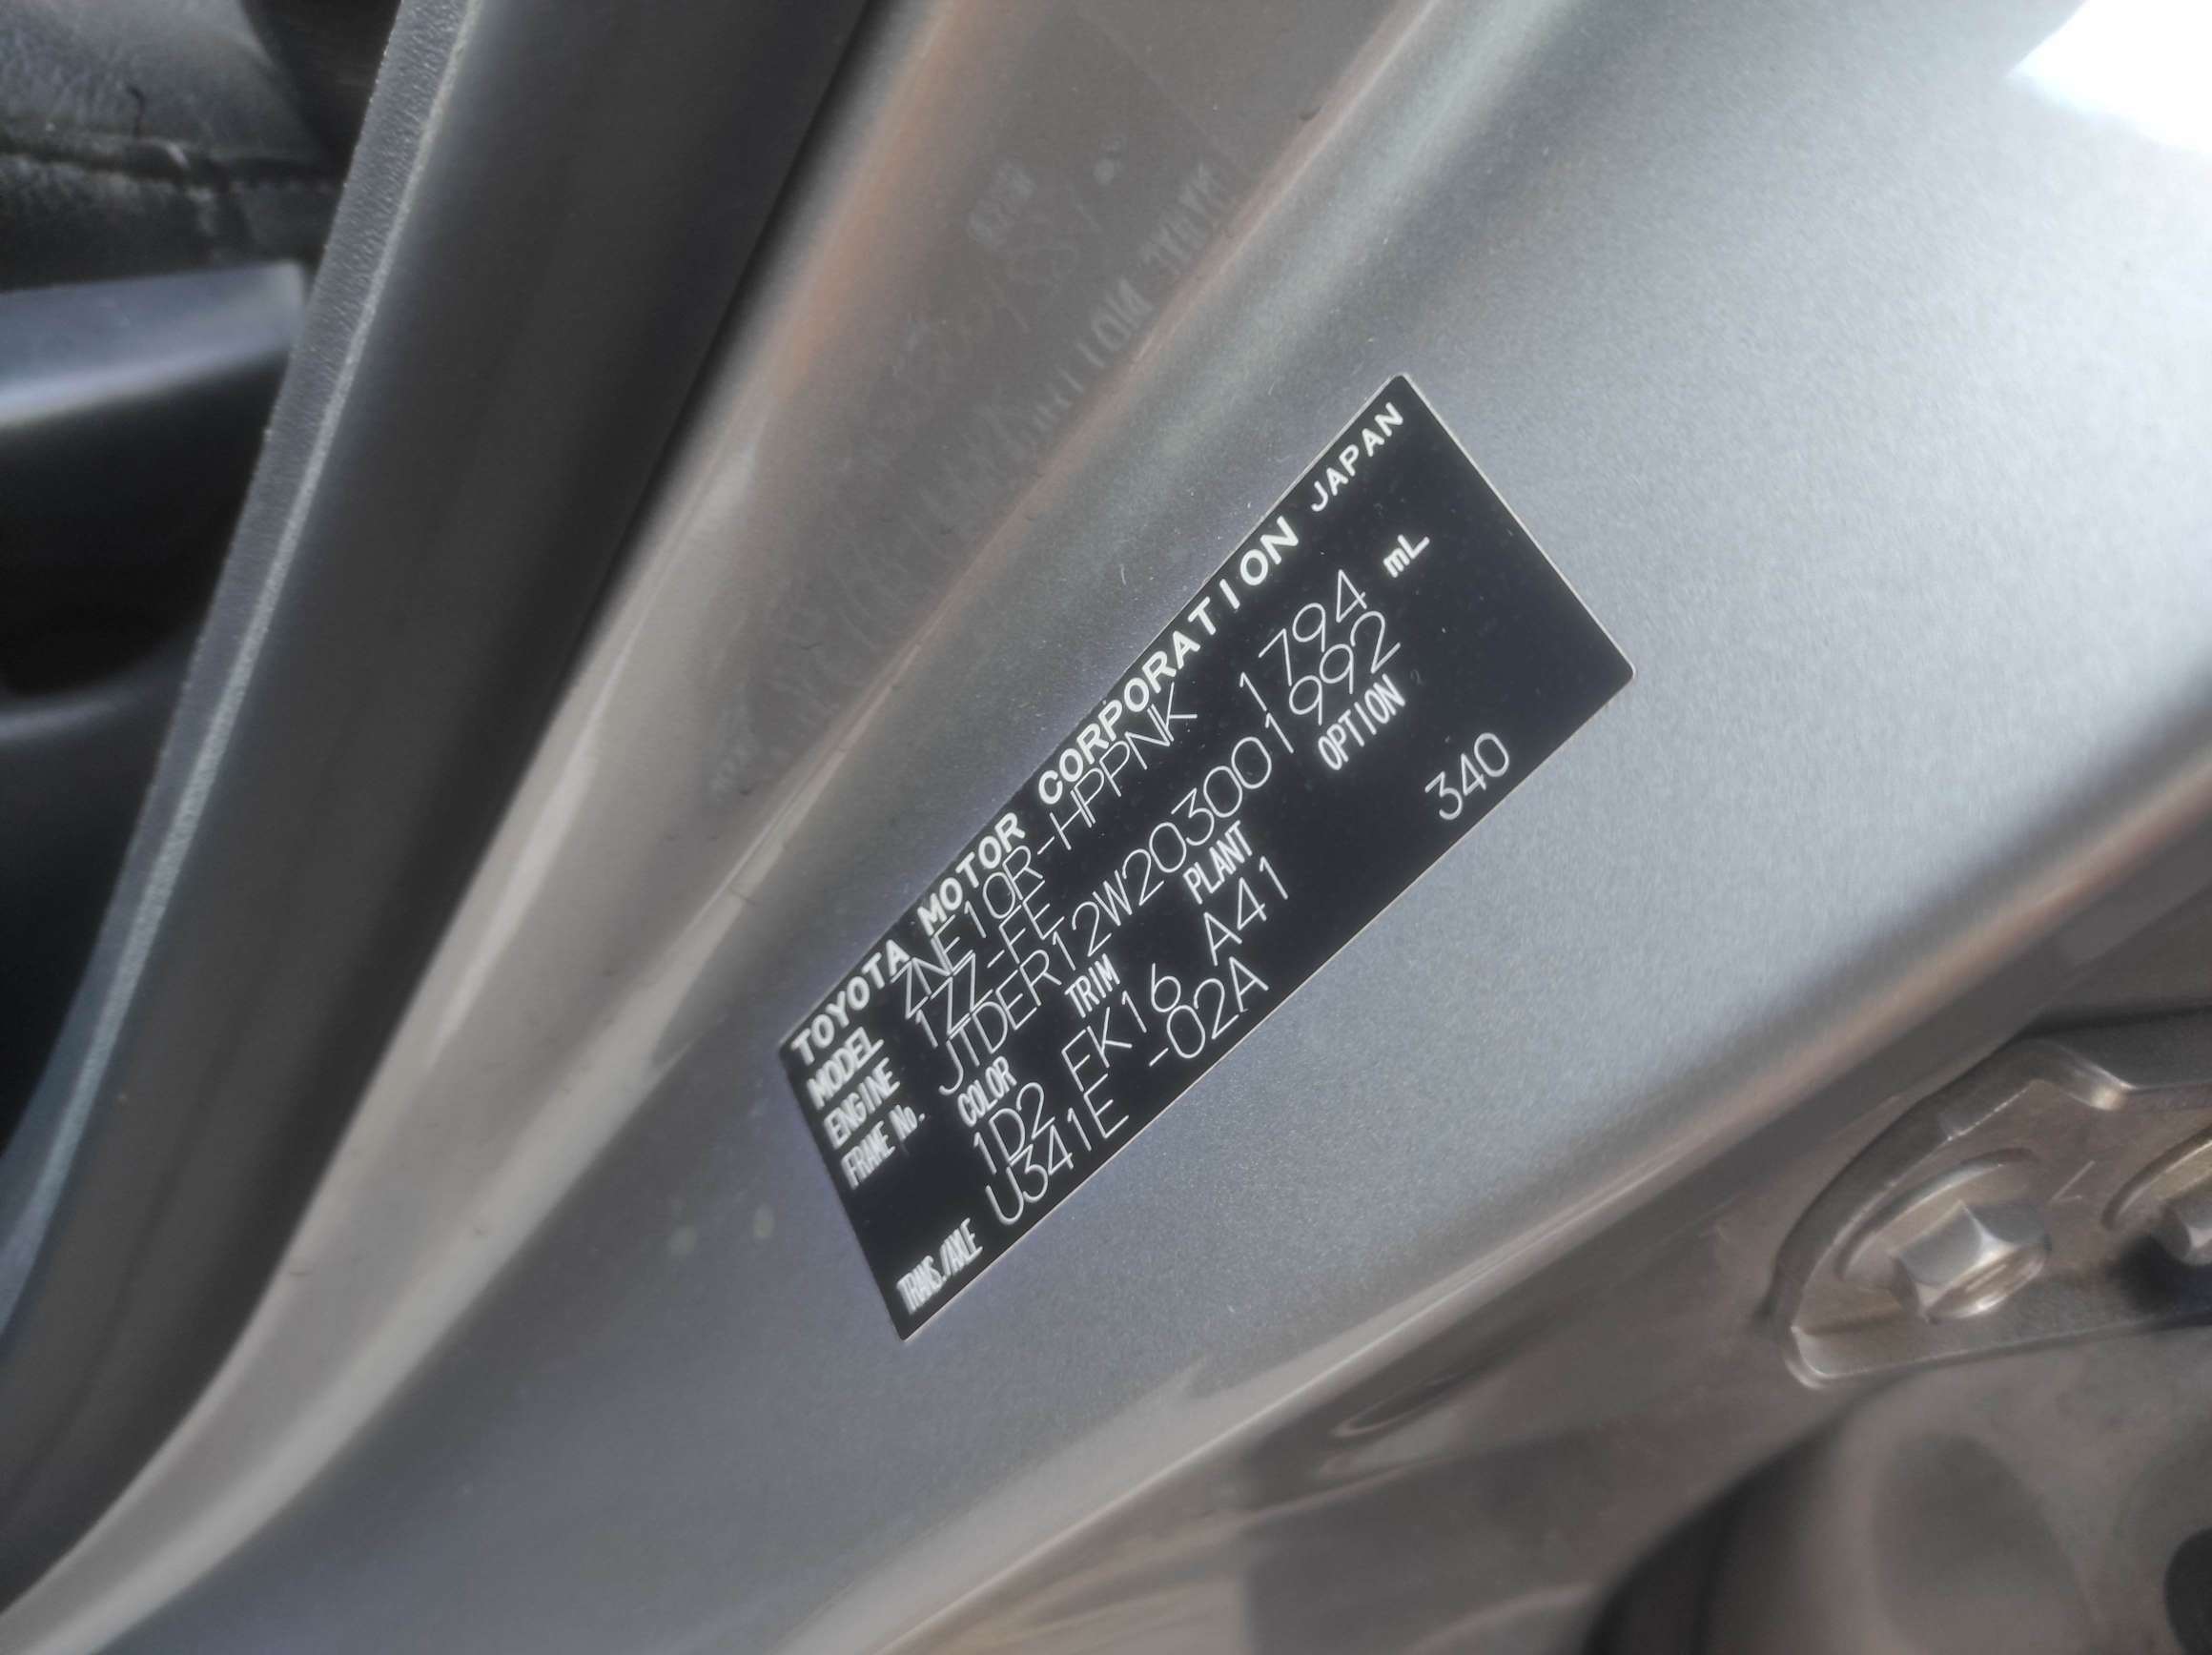 TOYOTA MOTOR CORPORATION JAPAN
MODEL ZNE10R-HPPNK
ENGINE 1ZZ-FE 1794 mL
FRAME No. JTDER12W203001992
COLOR TRIM PLANT OPTION
1D2 FK16 A41 340
TRANS./AXLE U341E -02A